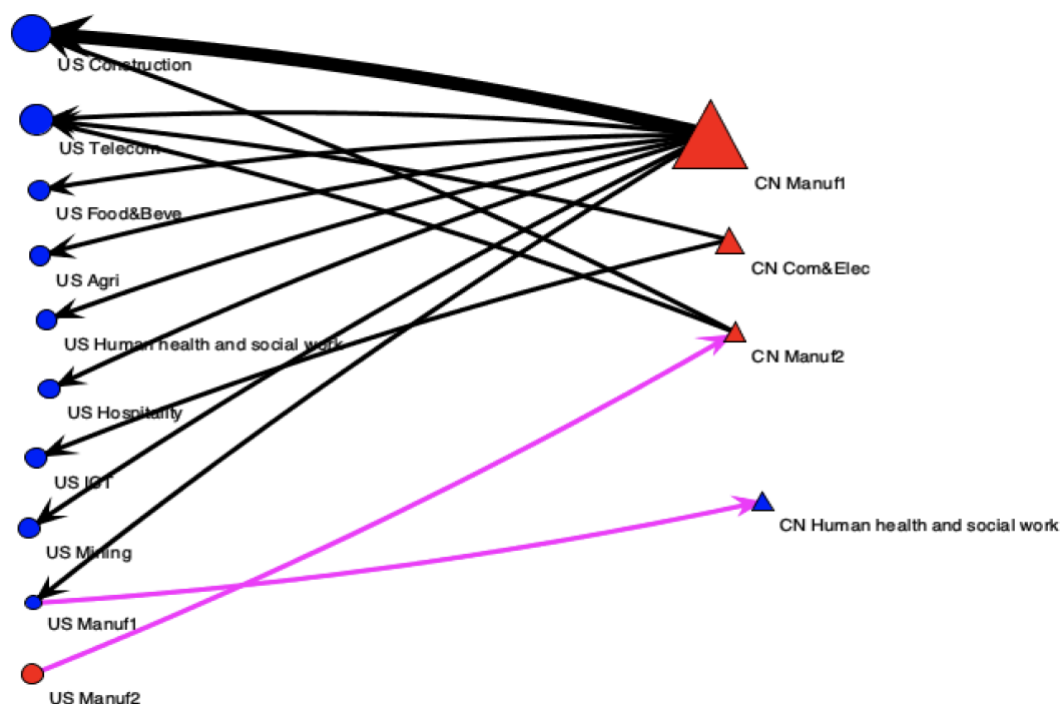 US Construction
US Telecom
US Food&Beve
US Agri
US Human health and social work
US Hospitality
US ICT
US Mining
US Manuf1
US Manuf2
CN Manuf1
CN Com&Elec
CN Manuf2
CN Human health and social work